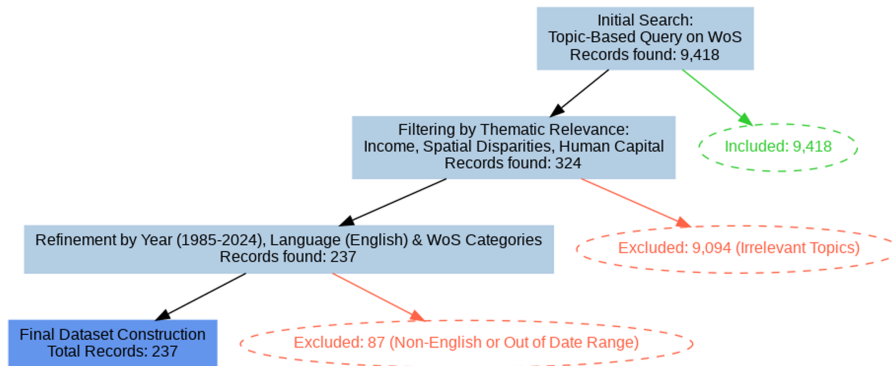 Initial Search:
Topic-Based Query on WoS
Records found: 9,418
Filtering by Thematic Relevance:
Income, Spatial Disparities, Human Capital
Records found: 324
Included: 9,418
Refinement by Year (1985-2024), Language (English) & WoS Categories
Records found: 237
Excluded: 9,094 (Irrelevant Topics)
Final Dataset Construction
Total Records: 237
Excluded: 87 (Non-English or Out of Date Range)